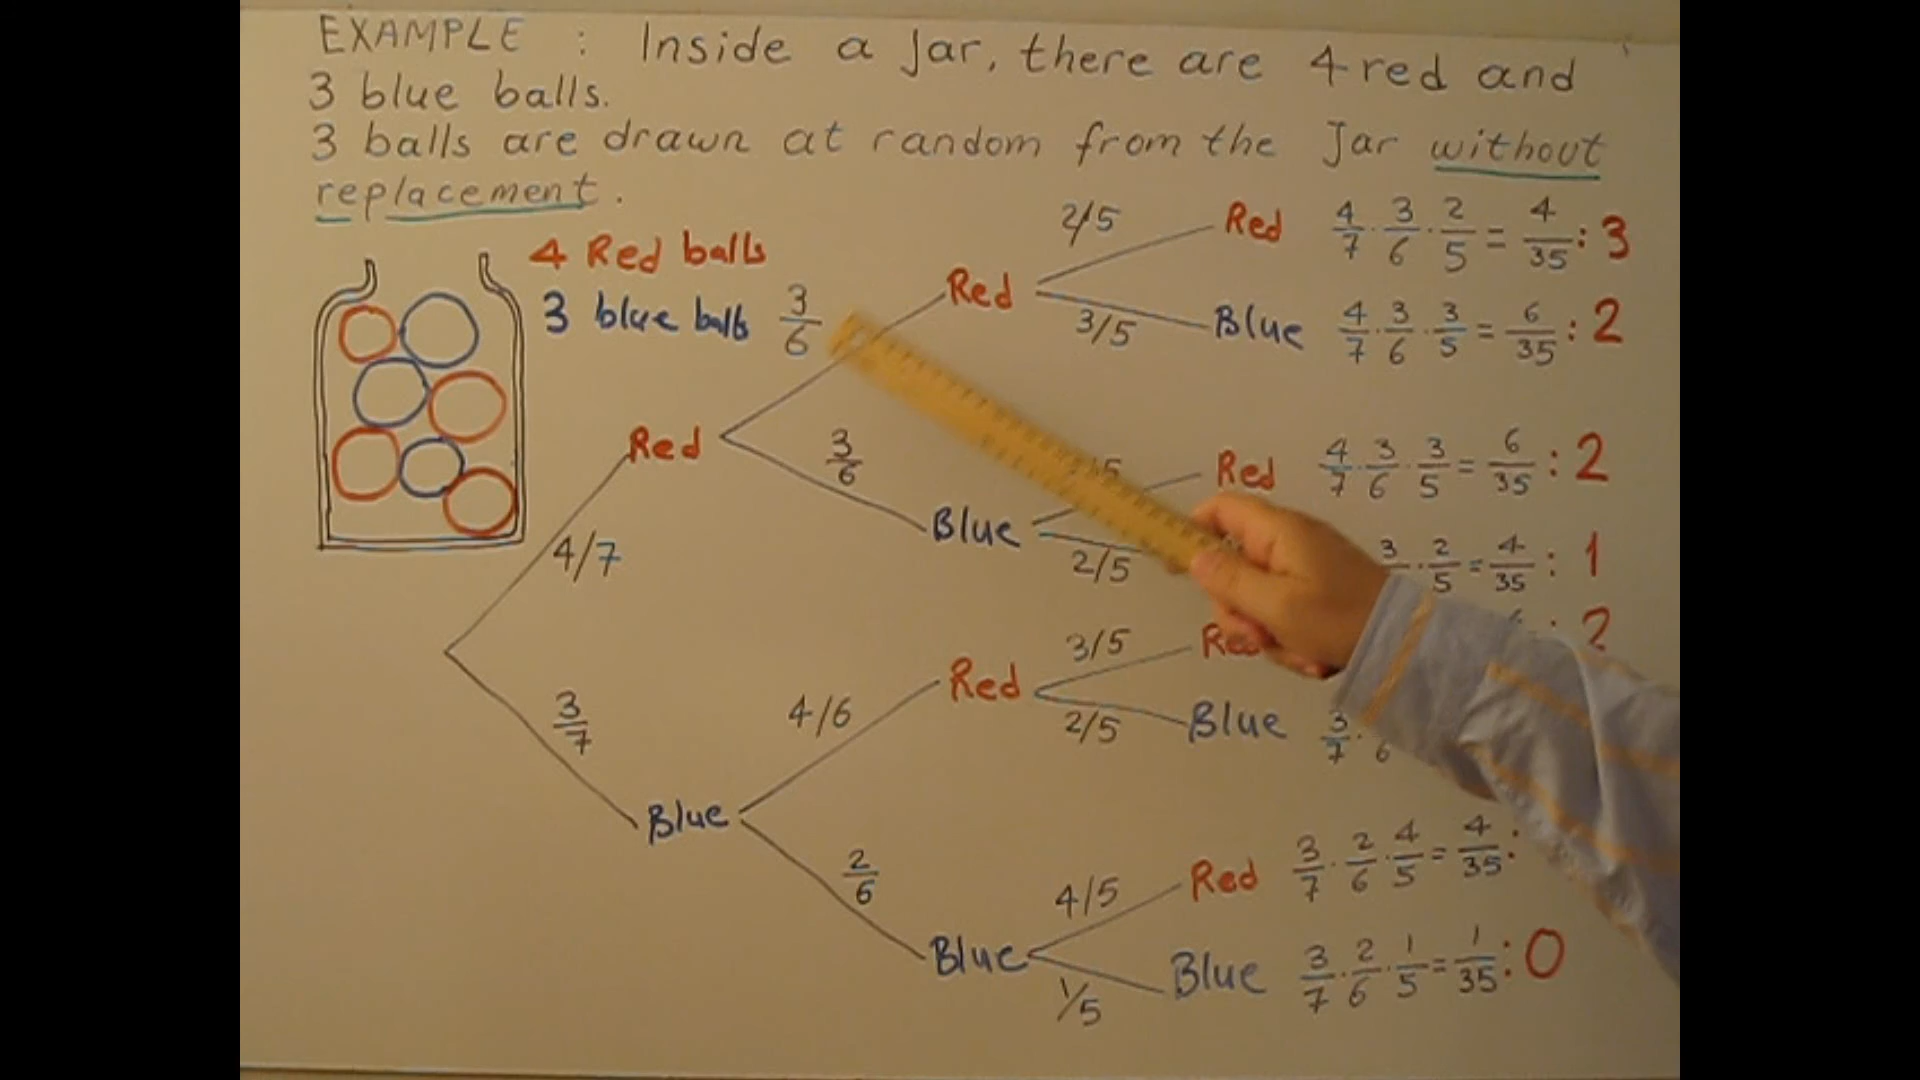 EXAMPLE : Inside a Jar, there are 4 red and
3 blue balls.
3 balls are drawn at random from the Jar without
replacement.
4 Red balls
3 blue balls
4/7
3/7
Red
Blue
3/6
3/6
4/6
2/6
Red
Blue
Red
Blue
2/5
3/5
2/5
3/5
2/5
4/5
1/5
Red 4/7 · 3/6 · 2/5 = 4/35 : 3
Blue 4/7 · 3/6 · 3/5 = 6/35 : 2
Red 4/7 · 3/6 · 3/5 = 6/35 : 2
3 · 2/5 = 4/35 : 1
Red : 2
Blue 3/7 · 6
Red 3/7 · 2/6 · 4/5 = 4/35 :
Blue 3/7 · 2/6 · 1/5 = 1/35 : 0